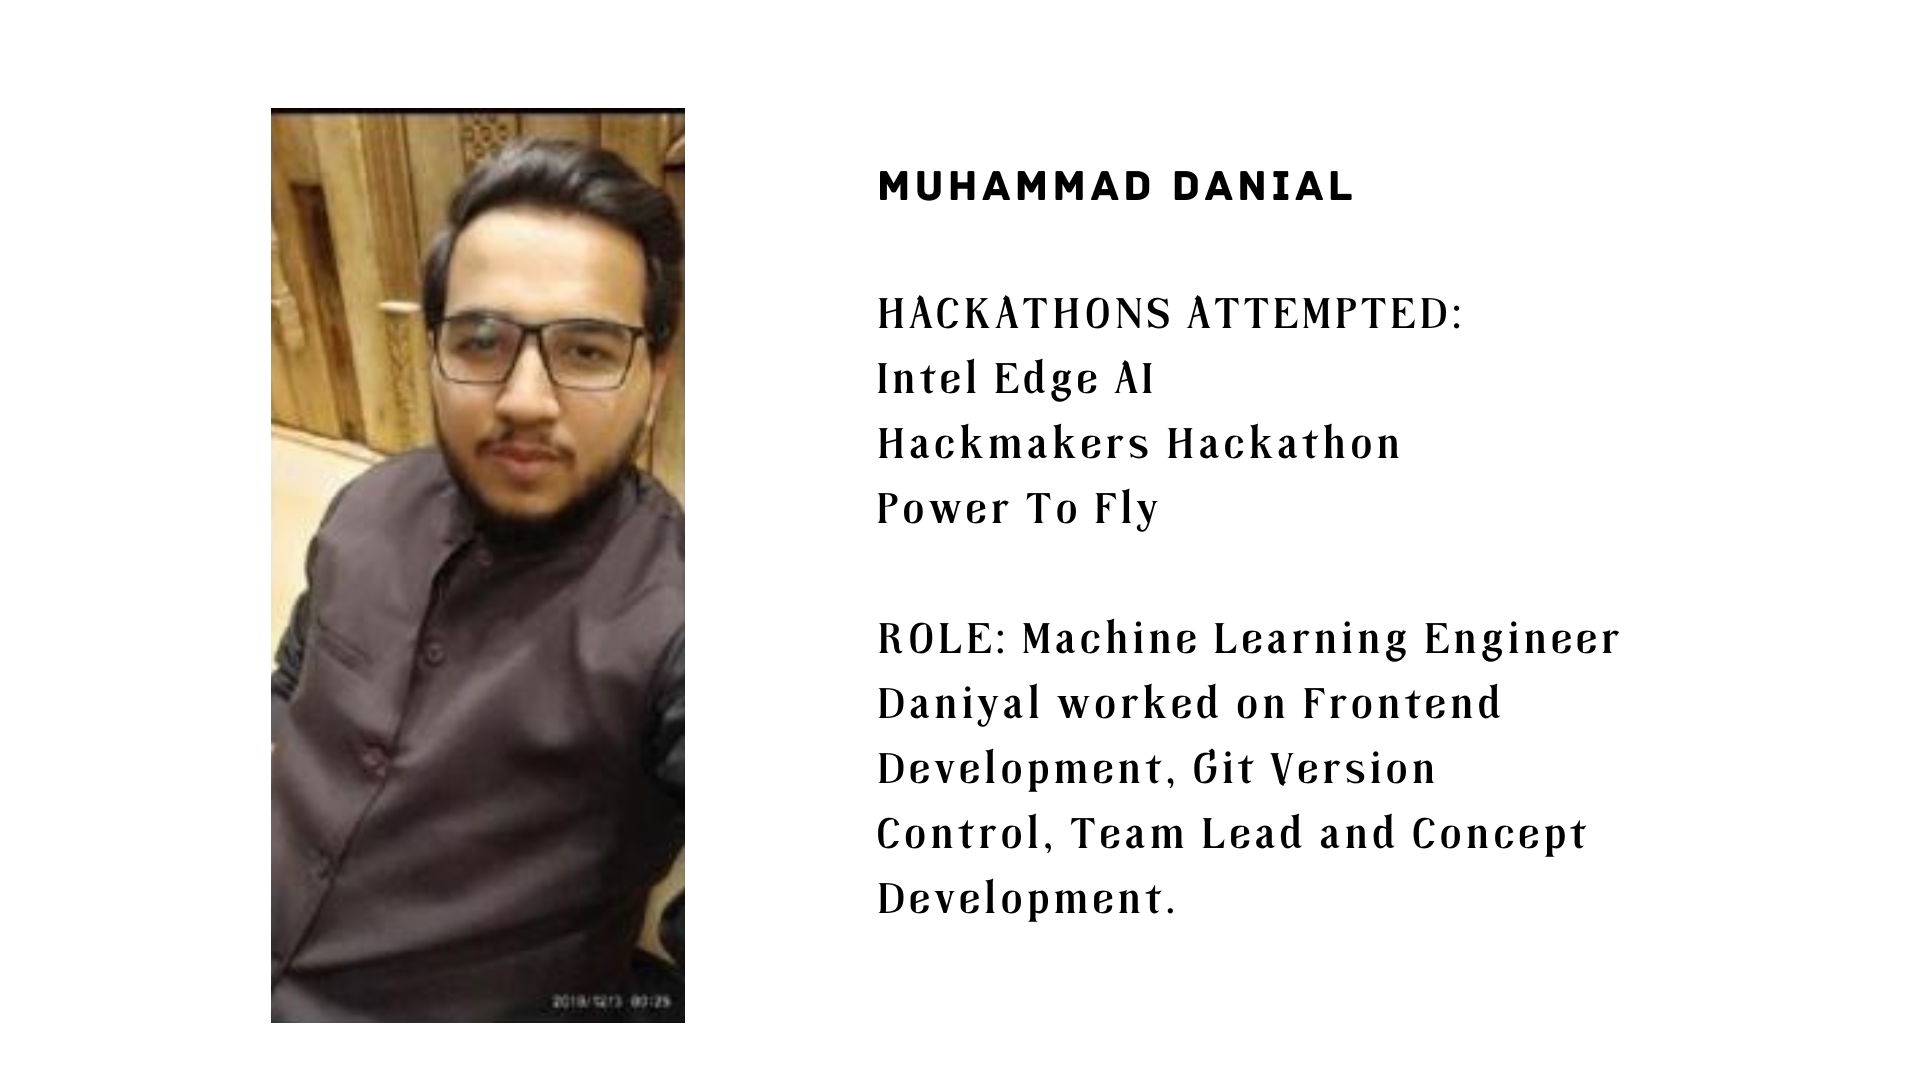 MUHAMMAD DANIAL
HACKATHONS ATTEMPTED:
Intel Edge AI
Hackmakers Hackathon
Power To Fly
ROLE: Machine Learning Engineer
Daniyal worked on Frontend
Development, Git Version
Control, Team Lead and Concept
Development.